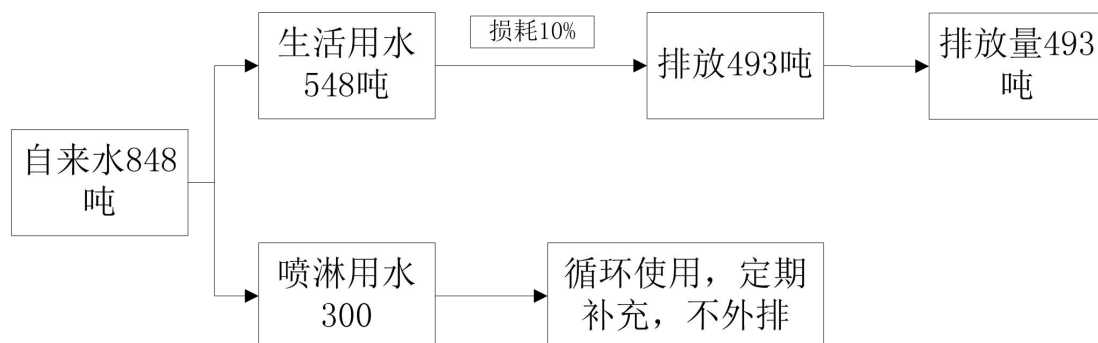 生活用水
548吨
损耗10%
排放493吨
排放量493
吨
自来水848
吨
喷淋用水
300
循环使用，定期
补充，不外排